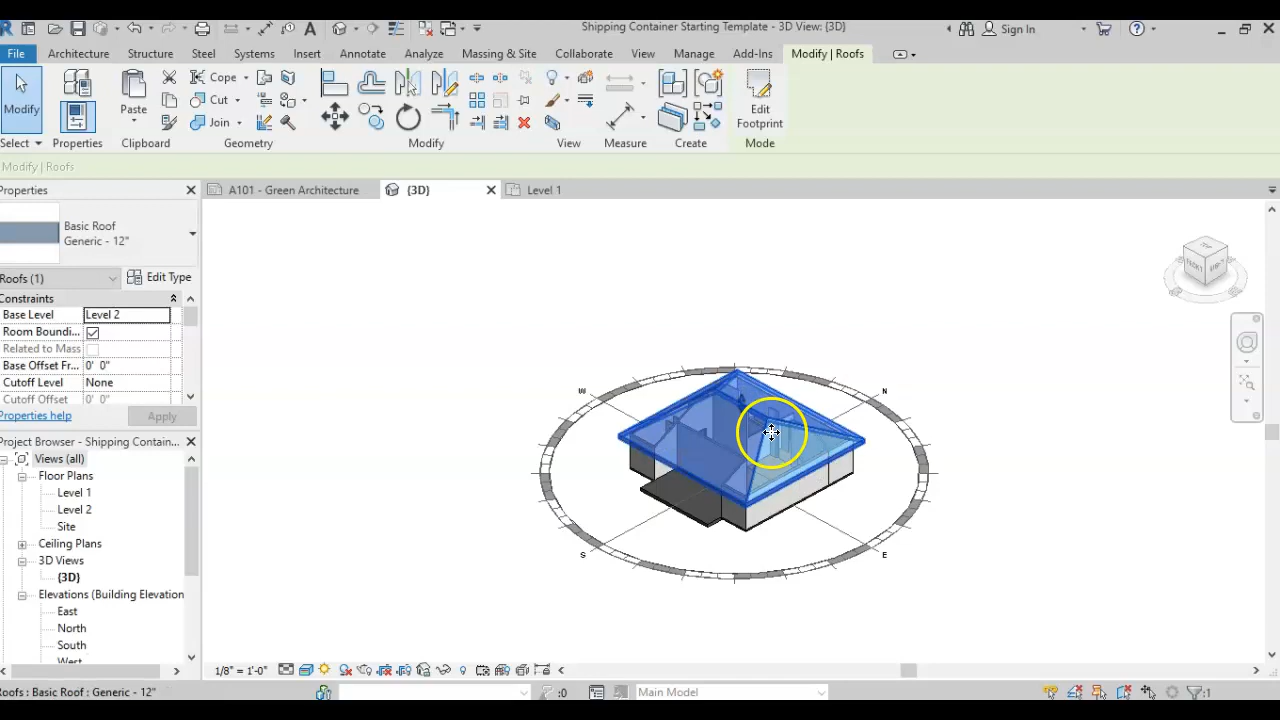 Shipping Container Starting Template - 3D View: {3D}
Sign In
File
Architecture
Structure
Steel
Systems
Insert
Annotate
Analyze
Massing & Site
Collaborate
View
Manage
Add-Ins
Modify | Roofs
Modify
Paste
Cope
Cut
Join
Edit
Footprint
Select
Properties
Clipboard
Geometry
Modify
View
Measure
Create
Mode
Modify | Roofs
Properties
A101 - Green Architecture
{3D}
Level 1
Basic Roof
Generic - 12"
Roofs (1)
Edit Type
Constraints
Base Level
Level 2
Room Boundi...
Related to Mass
Base Offset Fr...
0' 0"
Cutoff Level
None
Cutoff Offset
0' 0"
Properties help
Apply
Project Browser - Shipping Contain...
Views (all)
Floor Plans
Level 1
Level 2
Site
Ceiling Plans
3D Views
{3D}
Elevations (Building Elevation
East
North
South
West
TOP
FRONT
W
N
S
E
1/8" = 1'-0"
Roofs : Basic Roof : Generic - 12"
:0
Main Model
:1